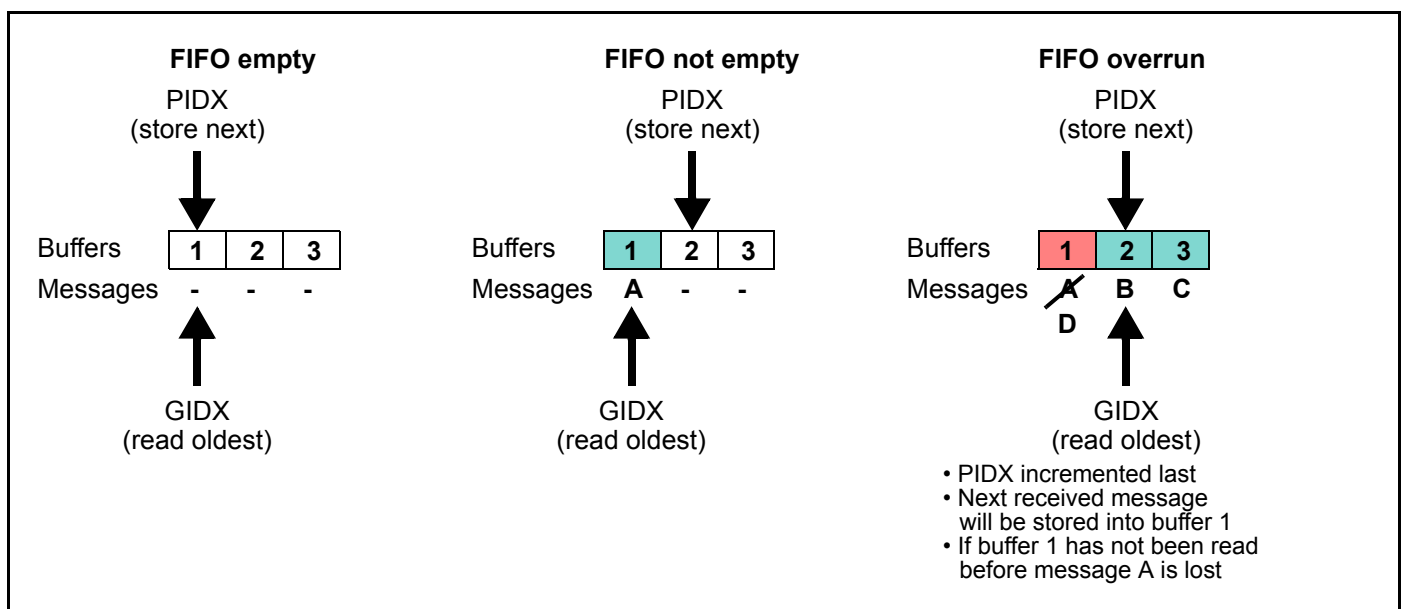 FIFO empty
PIDX
(store next)
Buffers 1 2 3
Messages - - -
GIDX
(read oldest)
FIFO not empty
PIDX
(store next)
Buffers 1 2 3
Messages A - -
GIDX
(read oldest)
FIFO overrun
PIDX
(store next)
Buffers 1 2 3
Messages A B C
D
GIDX
(read oldest)
• PIDX incremented last
• Next received message
will be stored into buffer 1
• If buffer 1 has not been read
before message A is lost